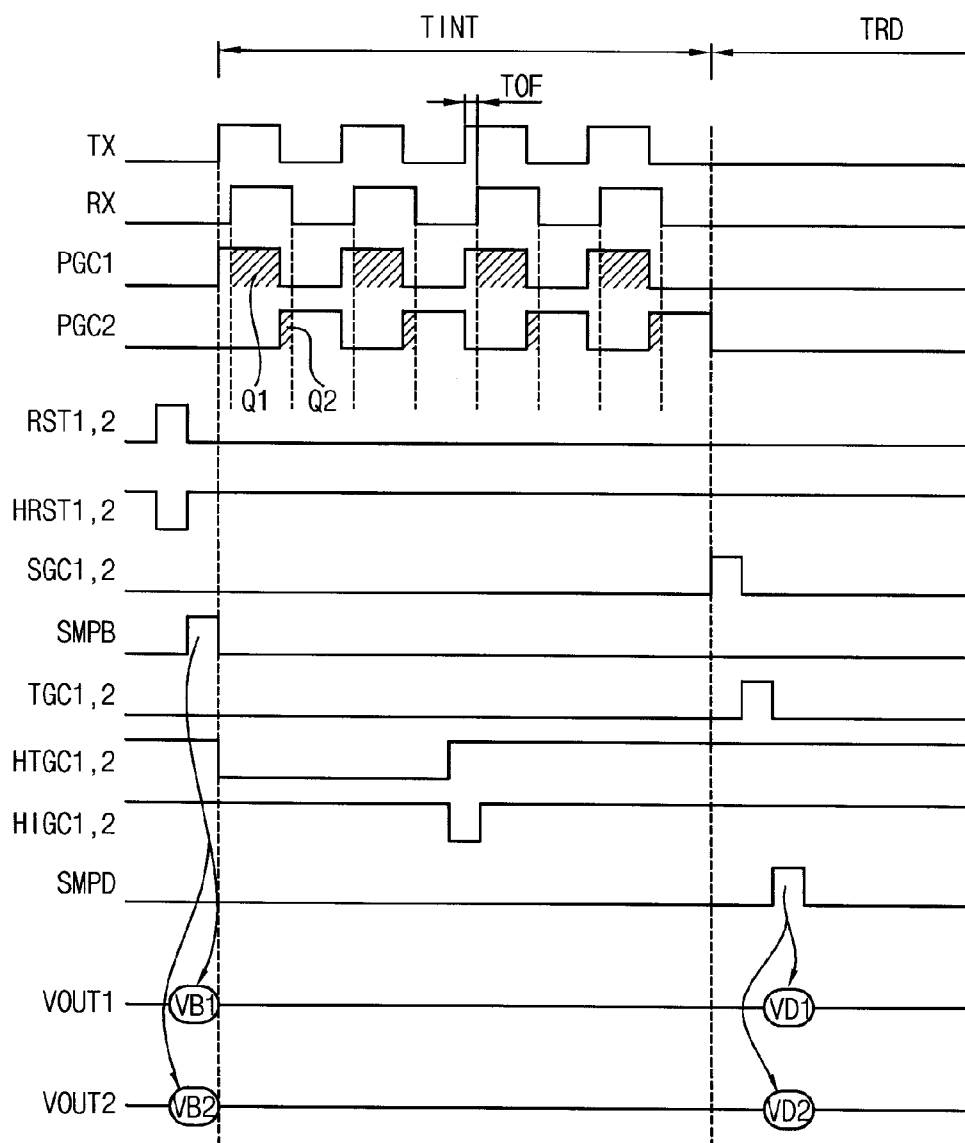 TINT TRD
TOF
TX
RX
PGC1
PGC2
Q1 Q2
RST1,2
HRST1,2
SGC1,2
SMPB
TGC1,2
HTGC1,2
HIGC1,2
SMPD
VOUT1 VB1 VD1
VOUT2 VB2 VD2